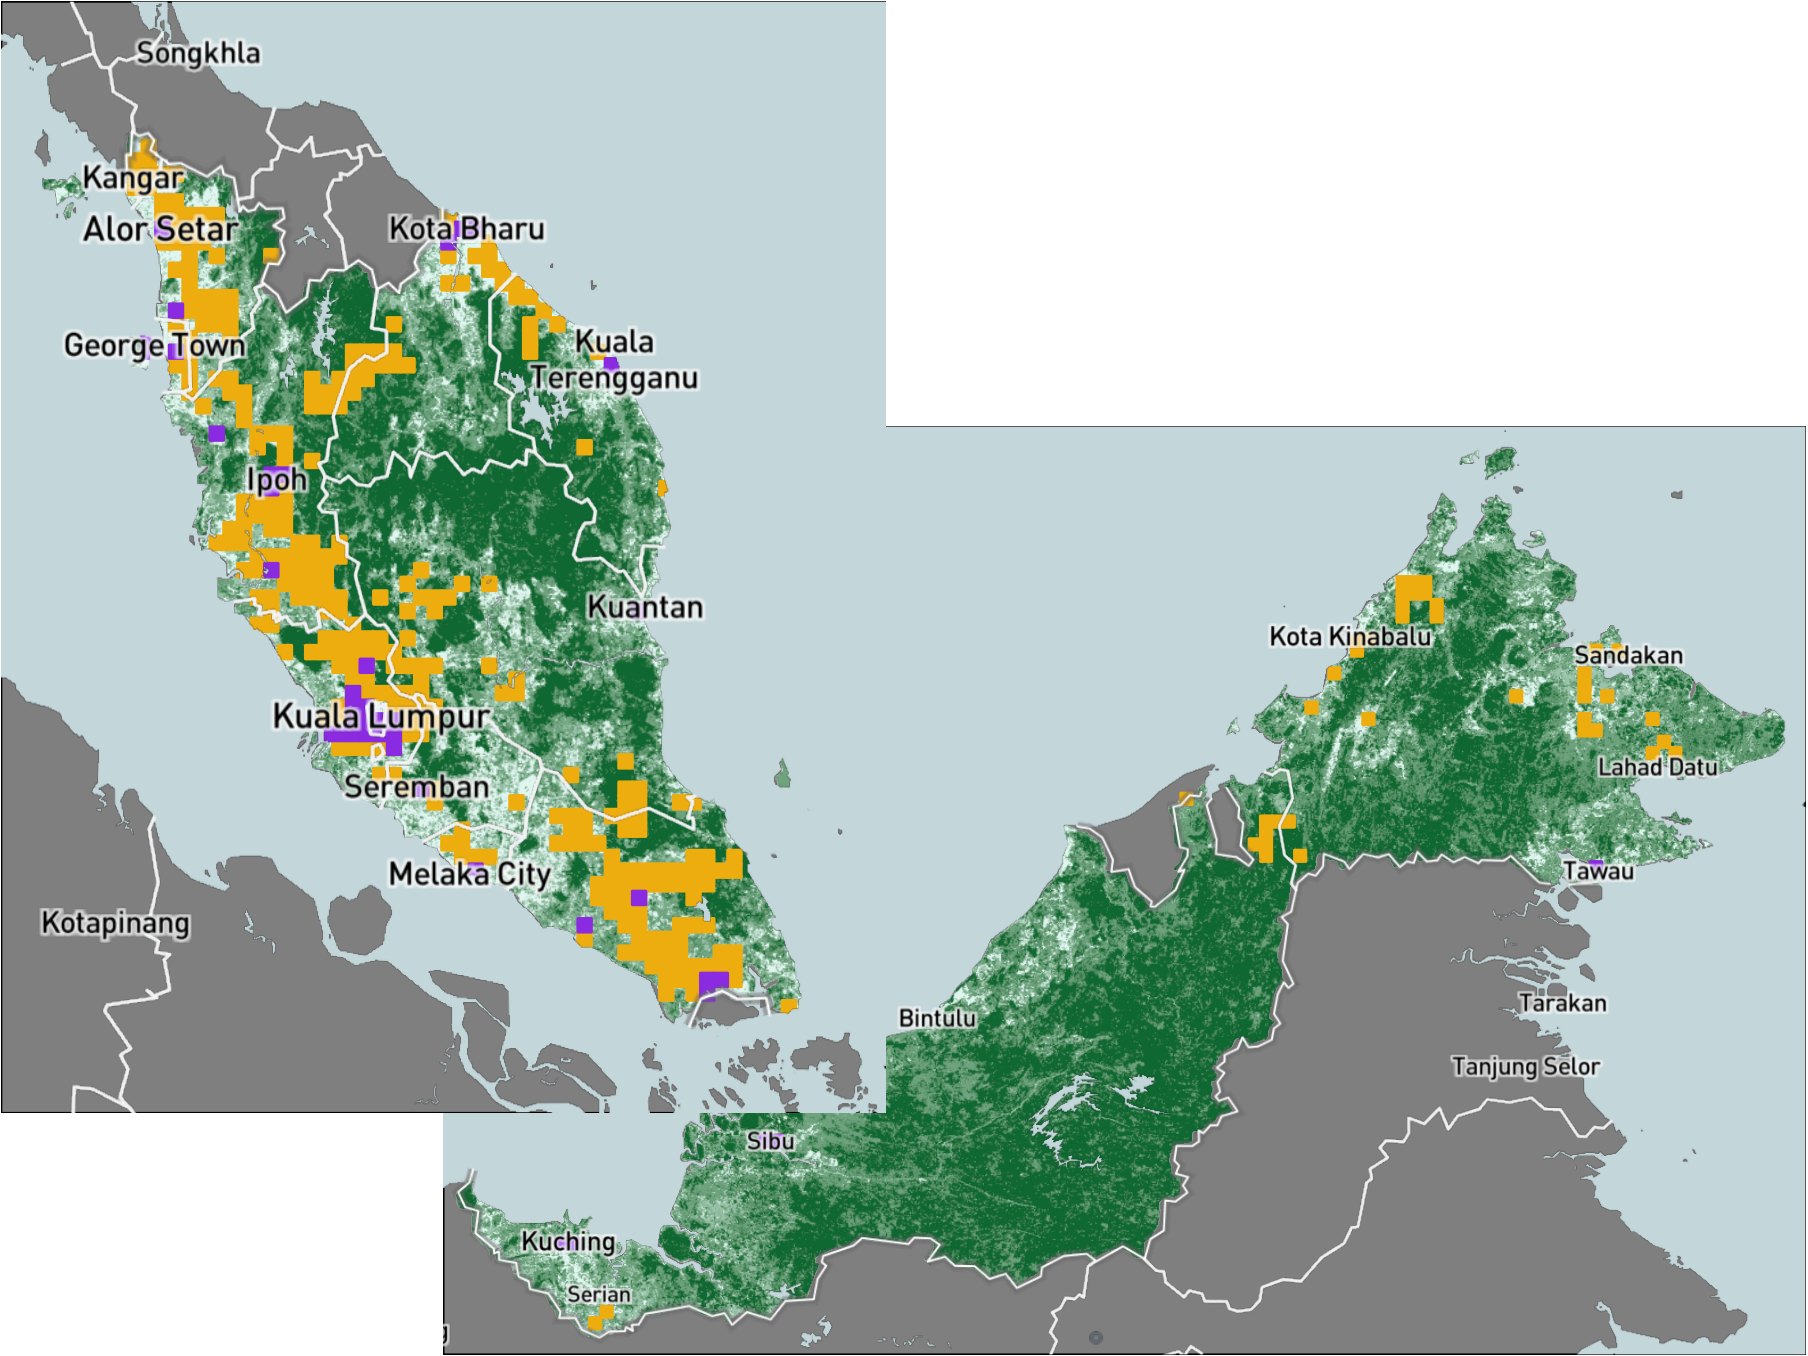 Songkhla
Kangar
Alor Setar
Kota Bharu
George Town
Kuala
Terengganu
Ipoh
Kuantan
Kota Kinabalu
Sandakan
Kuala Lumpur
Lahad Datu
Seremban
Melaka City
Tawau
Kotapinang
Tarakan
Bintulu
Tanjung Selor
Sibu
Kuching
Serian